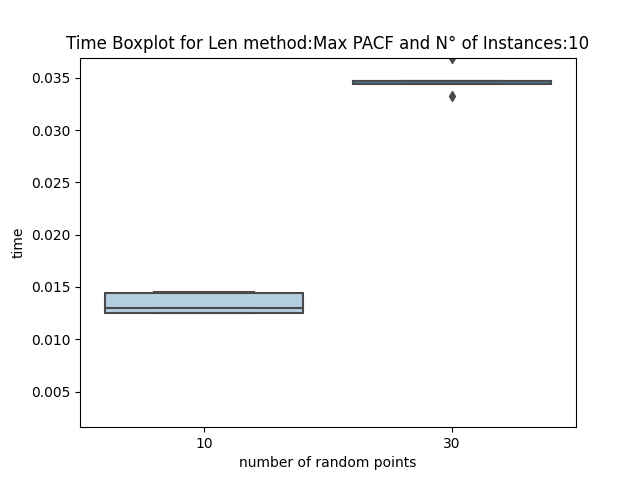 Time Boxplot for Len method:Max PACF and N° of Instances:10
0.035
0.030
0.025
0.020
0.015
0.010
0.005
time
10 30
number of random points